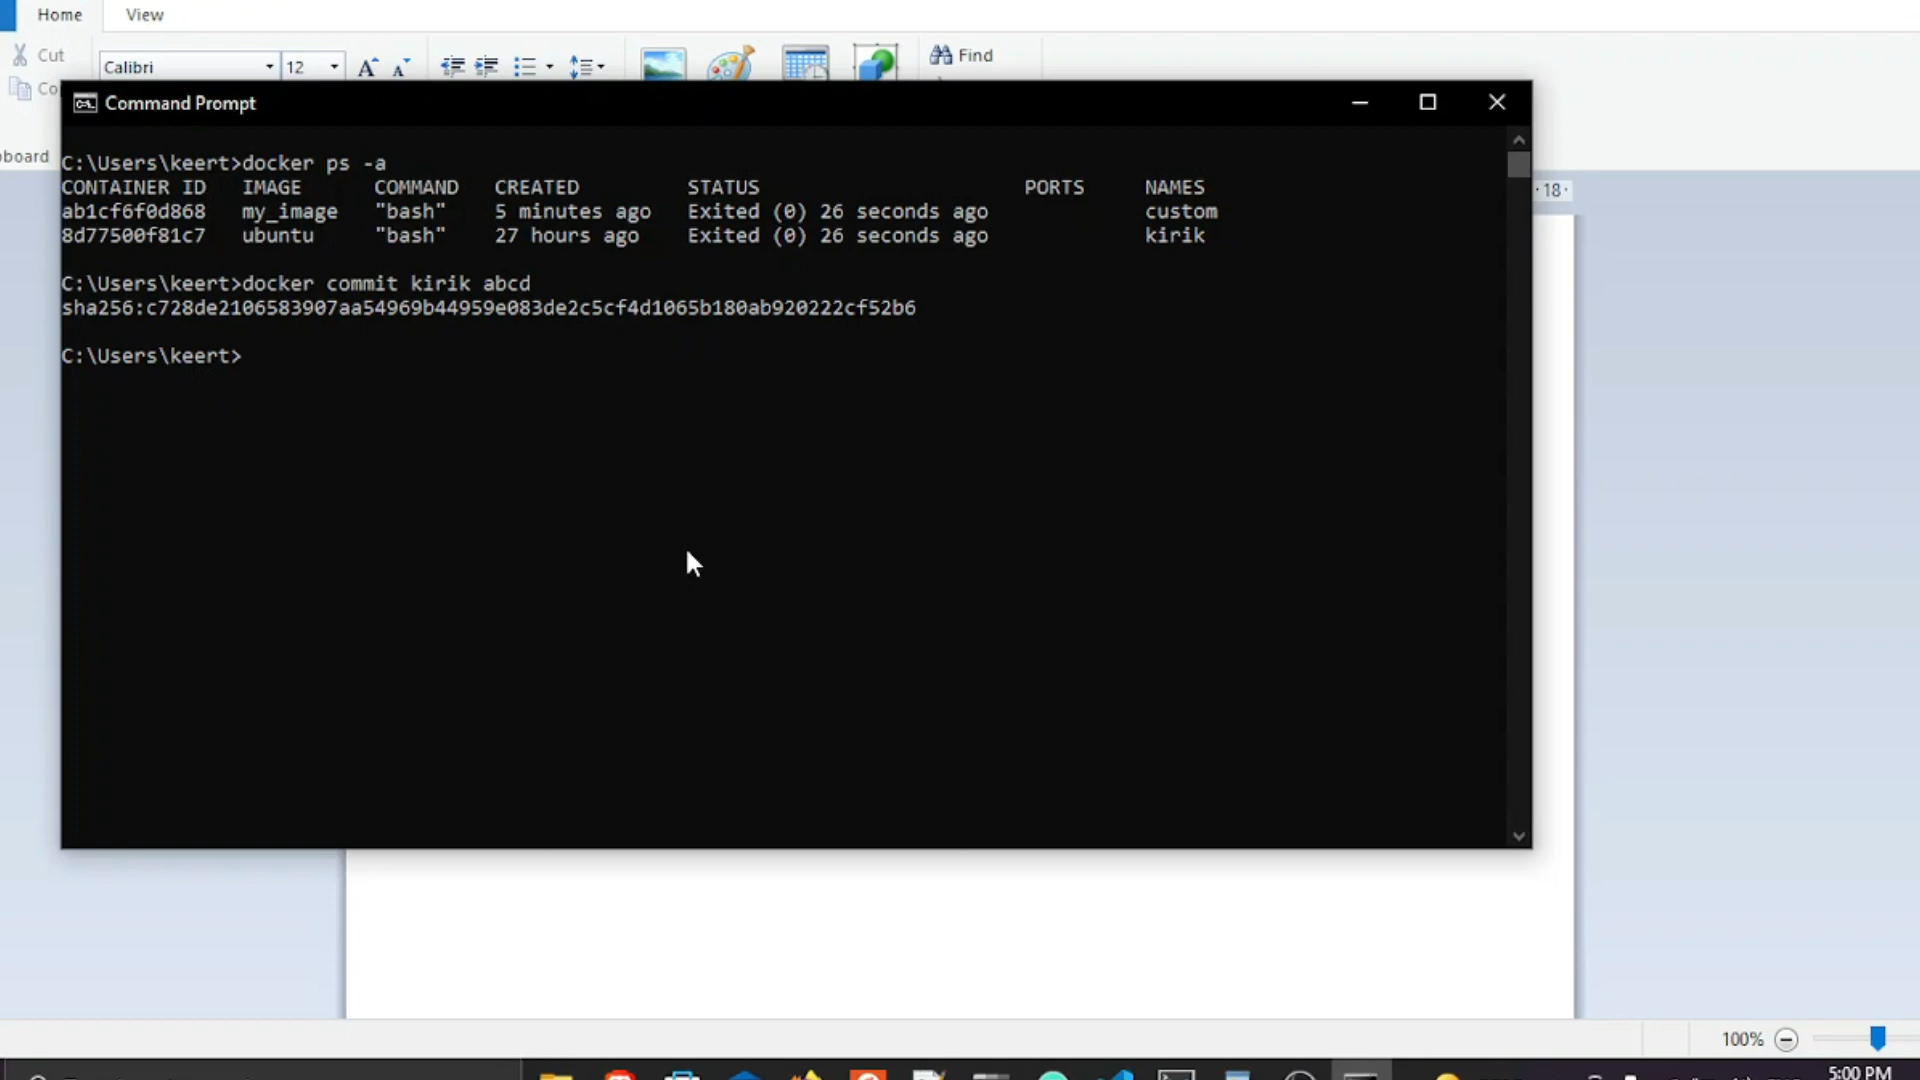 Home View
Cut
Calibri 12 Find
Co
Command Prompt
board
C:\Users\keert>docker ps -a
CONTAINER ID IMAGE COMMAND CREATED STATUS PORTS NAMES
ab1cf6f0d868 my_image "bash" 5 minutes ago Exited (0) 26 seconds ago custom
8d77500f81c7 ubuntu "bash" 27 hours ago Exited (0) 26 seconds ago kirik
C:\Users\keert>docker commit kirik abcd
sha256:c728de2106583907aa54969b44959e083de2c5cf4d1065b180ab920222cf52b6
C:\Users\keert>
18
100%
5:00 PM